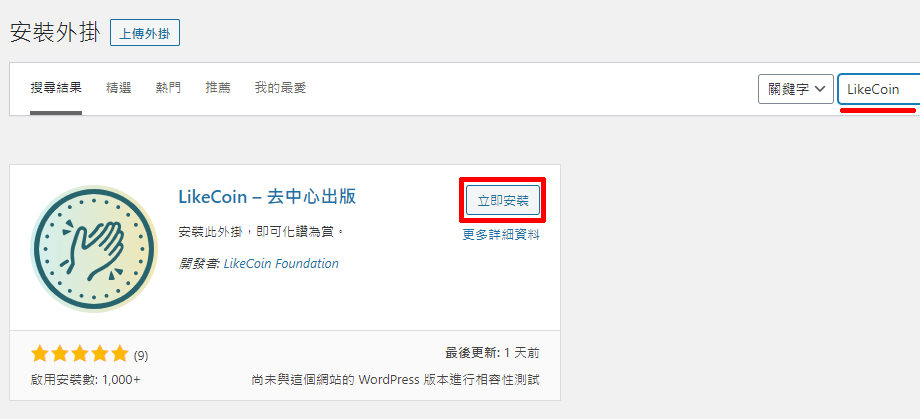 安裝外掛 上傳外掛
搜尋結果 精選 熱門 推薦 我的最愛 關鍵字 LikeCoin
LikeCoin – 去中心出版 立即安裝
安裝此外掛，即可化讚為賞。 更多詳細資料
開發者: LikeCoin Foundation
(9) 最後更新: 1 天前
啟用安裝數: 1,000+ 尚未與這個網站的 WordPress 版本進行相容性測試